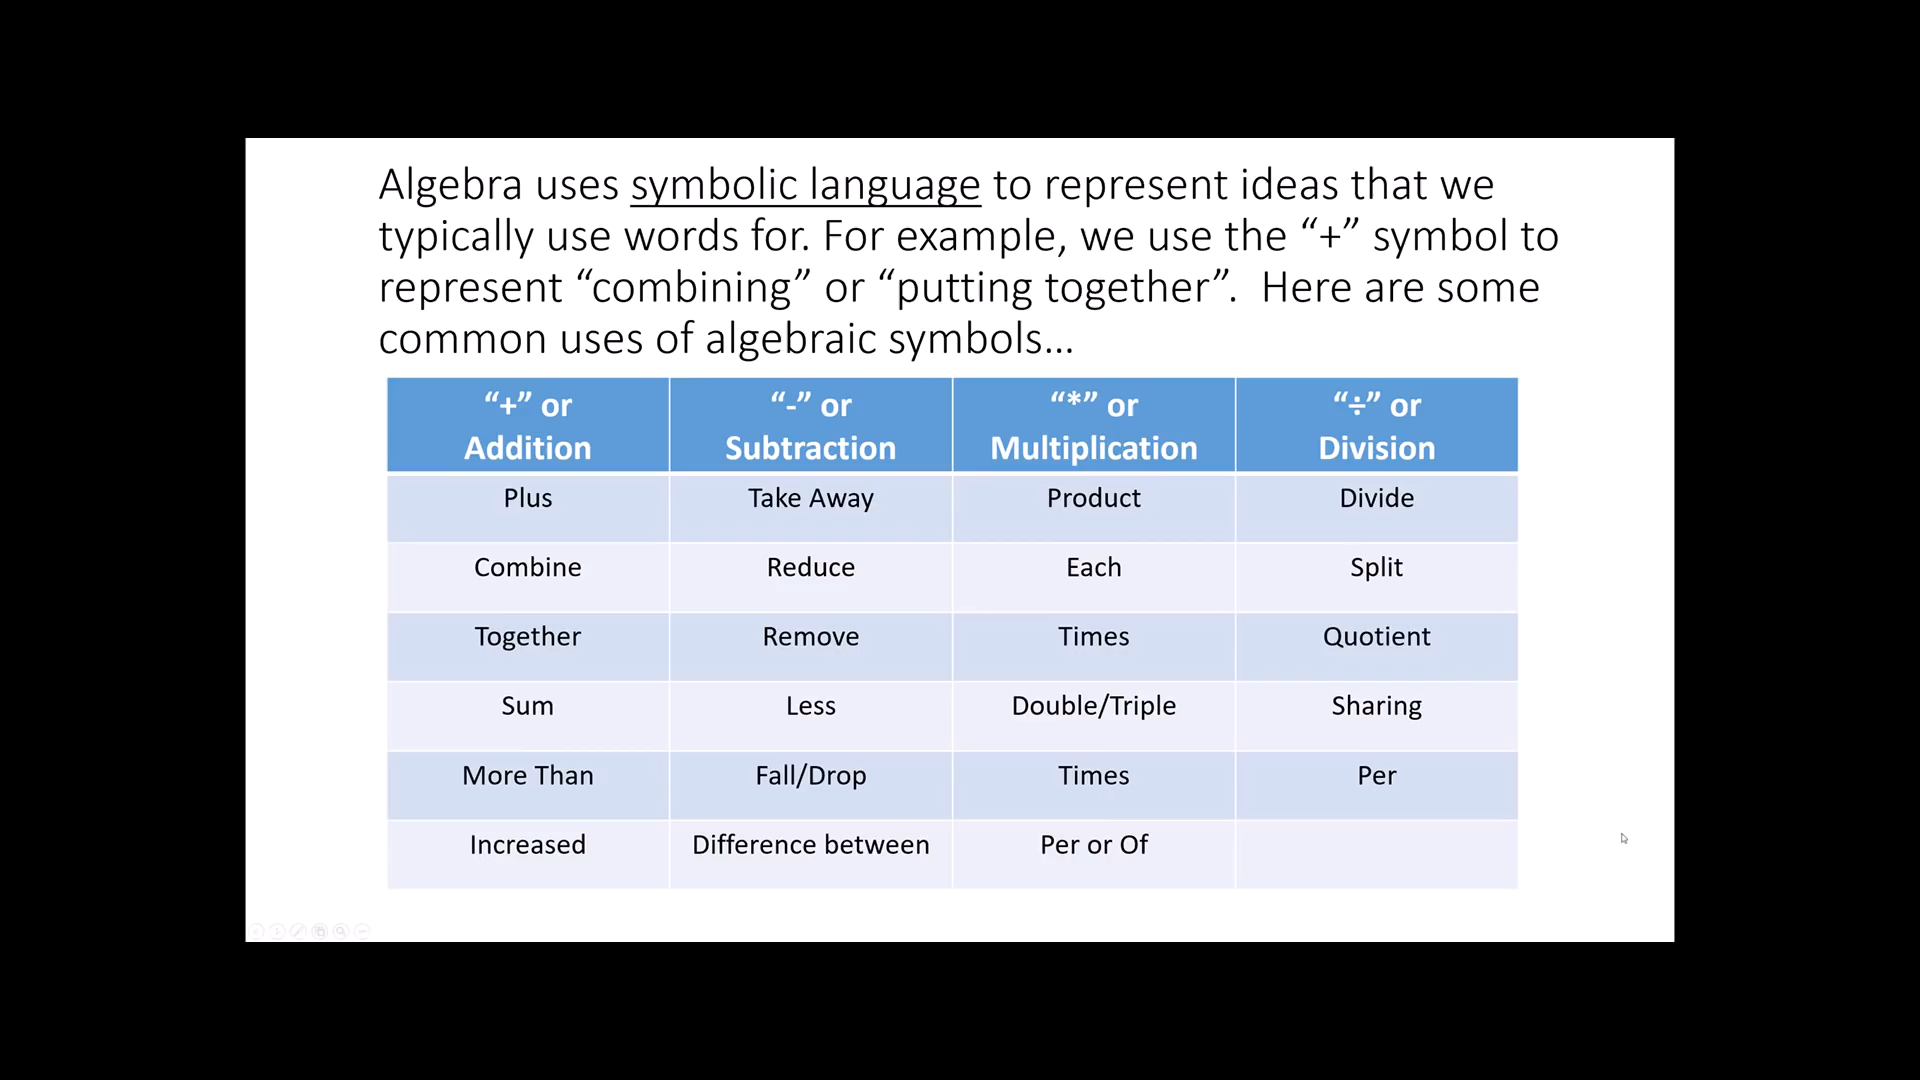 Algebra uses symbolic language to represent ideas that we
typically use words for. For example, we use the “+” symbol to
represent “combining” or “putting together”.  Here are some
common uses of algebraic symbols...
“+” or Addition “-” or Subtraction “*” or Multiplication “÷” or Division
Plus Take Away Product Divide
Combine Reduce Each Split
Together Remove Times Quotient
Sum Less Double/Triple Sharing
More Than Fall/Drop Times Per
Increased Difference between Per or Of